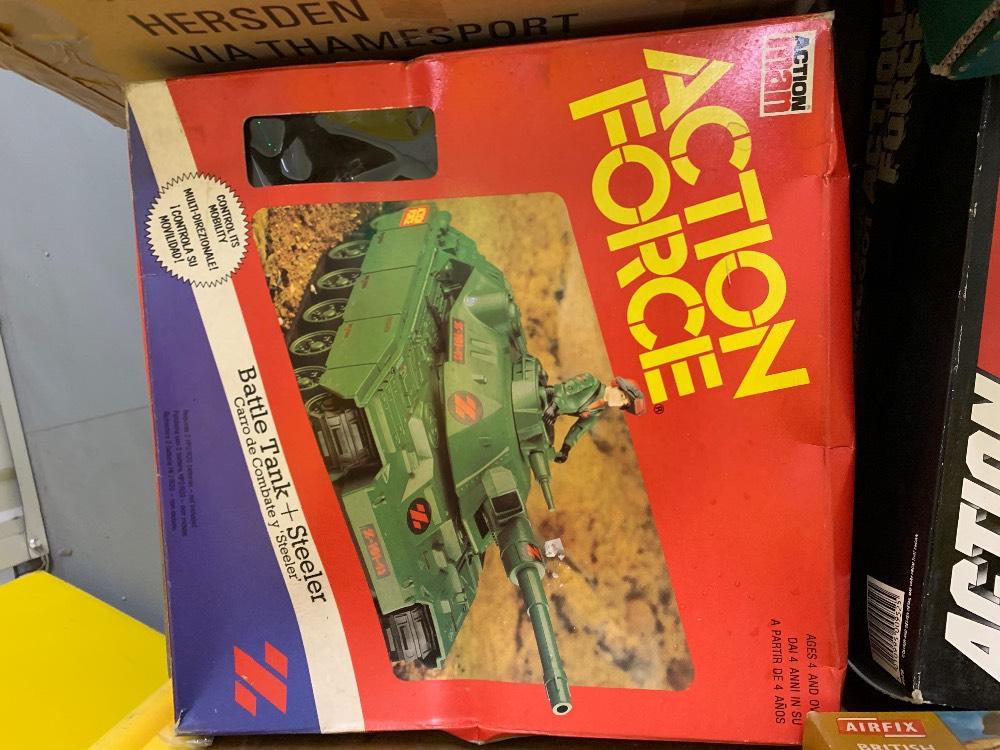 HERSDEN
VIA THAMESPORT
ACTION
man
ACTION
FORCE®
AGES 4 AND OV
DAI 4 ANNI IN SU
A PARTIR DE 4 AÑOS
CONTROL ITS
MOBILITY
MULTI-DIREZIONALE!
¡CONTROLA SU
MOVILIDAD!
Battle Tank + Steeler
Carro de Combate y 'Steeler'
ACTION
FORCE
ACTION
AIRFIX
BRITISH